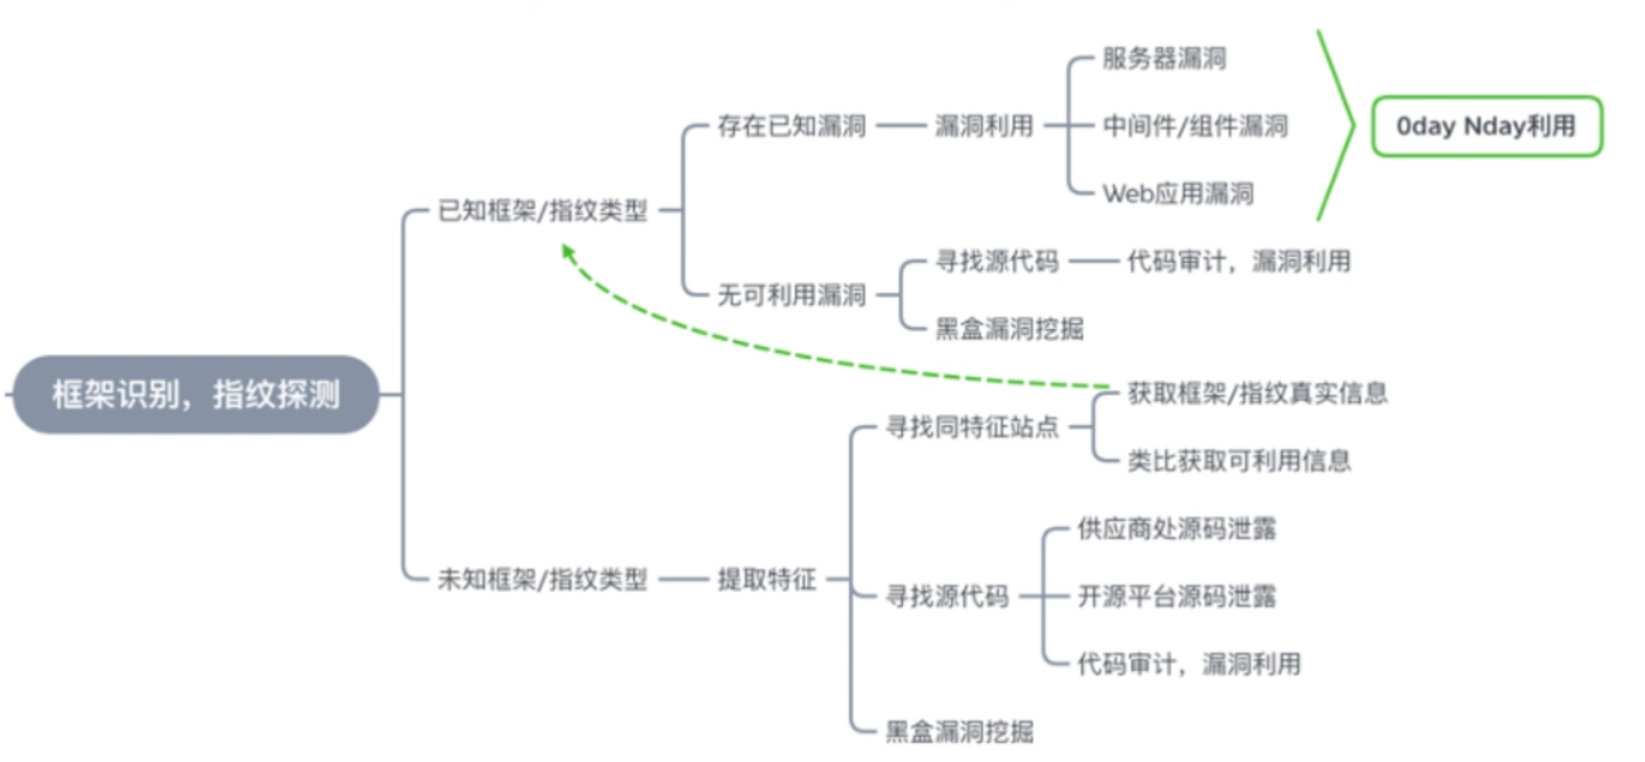 框架识别，指纹探测
已知框架/指纹类型
存在已知漏洞
漏洞利用
服务器漏洞
中间件/组件漏洞
Web应用漏洞
0day Nday利用
无可利用漏洞
寻找源代码
代码审计，漏洞利用
黑盒漏洞挖掘
未知框架/指纹类型
提取特征
寻找同特征站点
获取框架/指纹真实信息
类比获取可利用信息
寻找源代码
供应商处源码泄露
开源平台源码泄露
代码审计，漏洞利用
黑盒漏洞挖掘